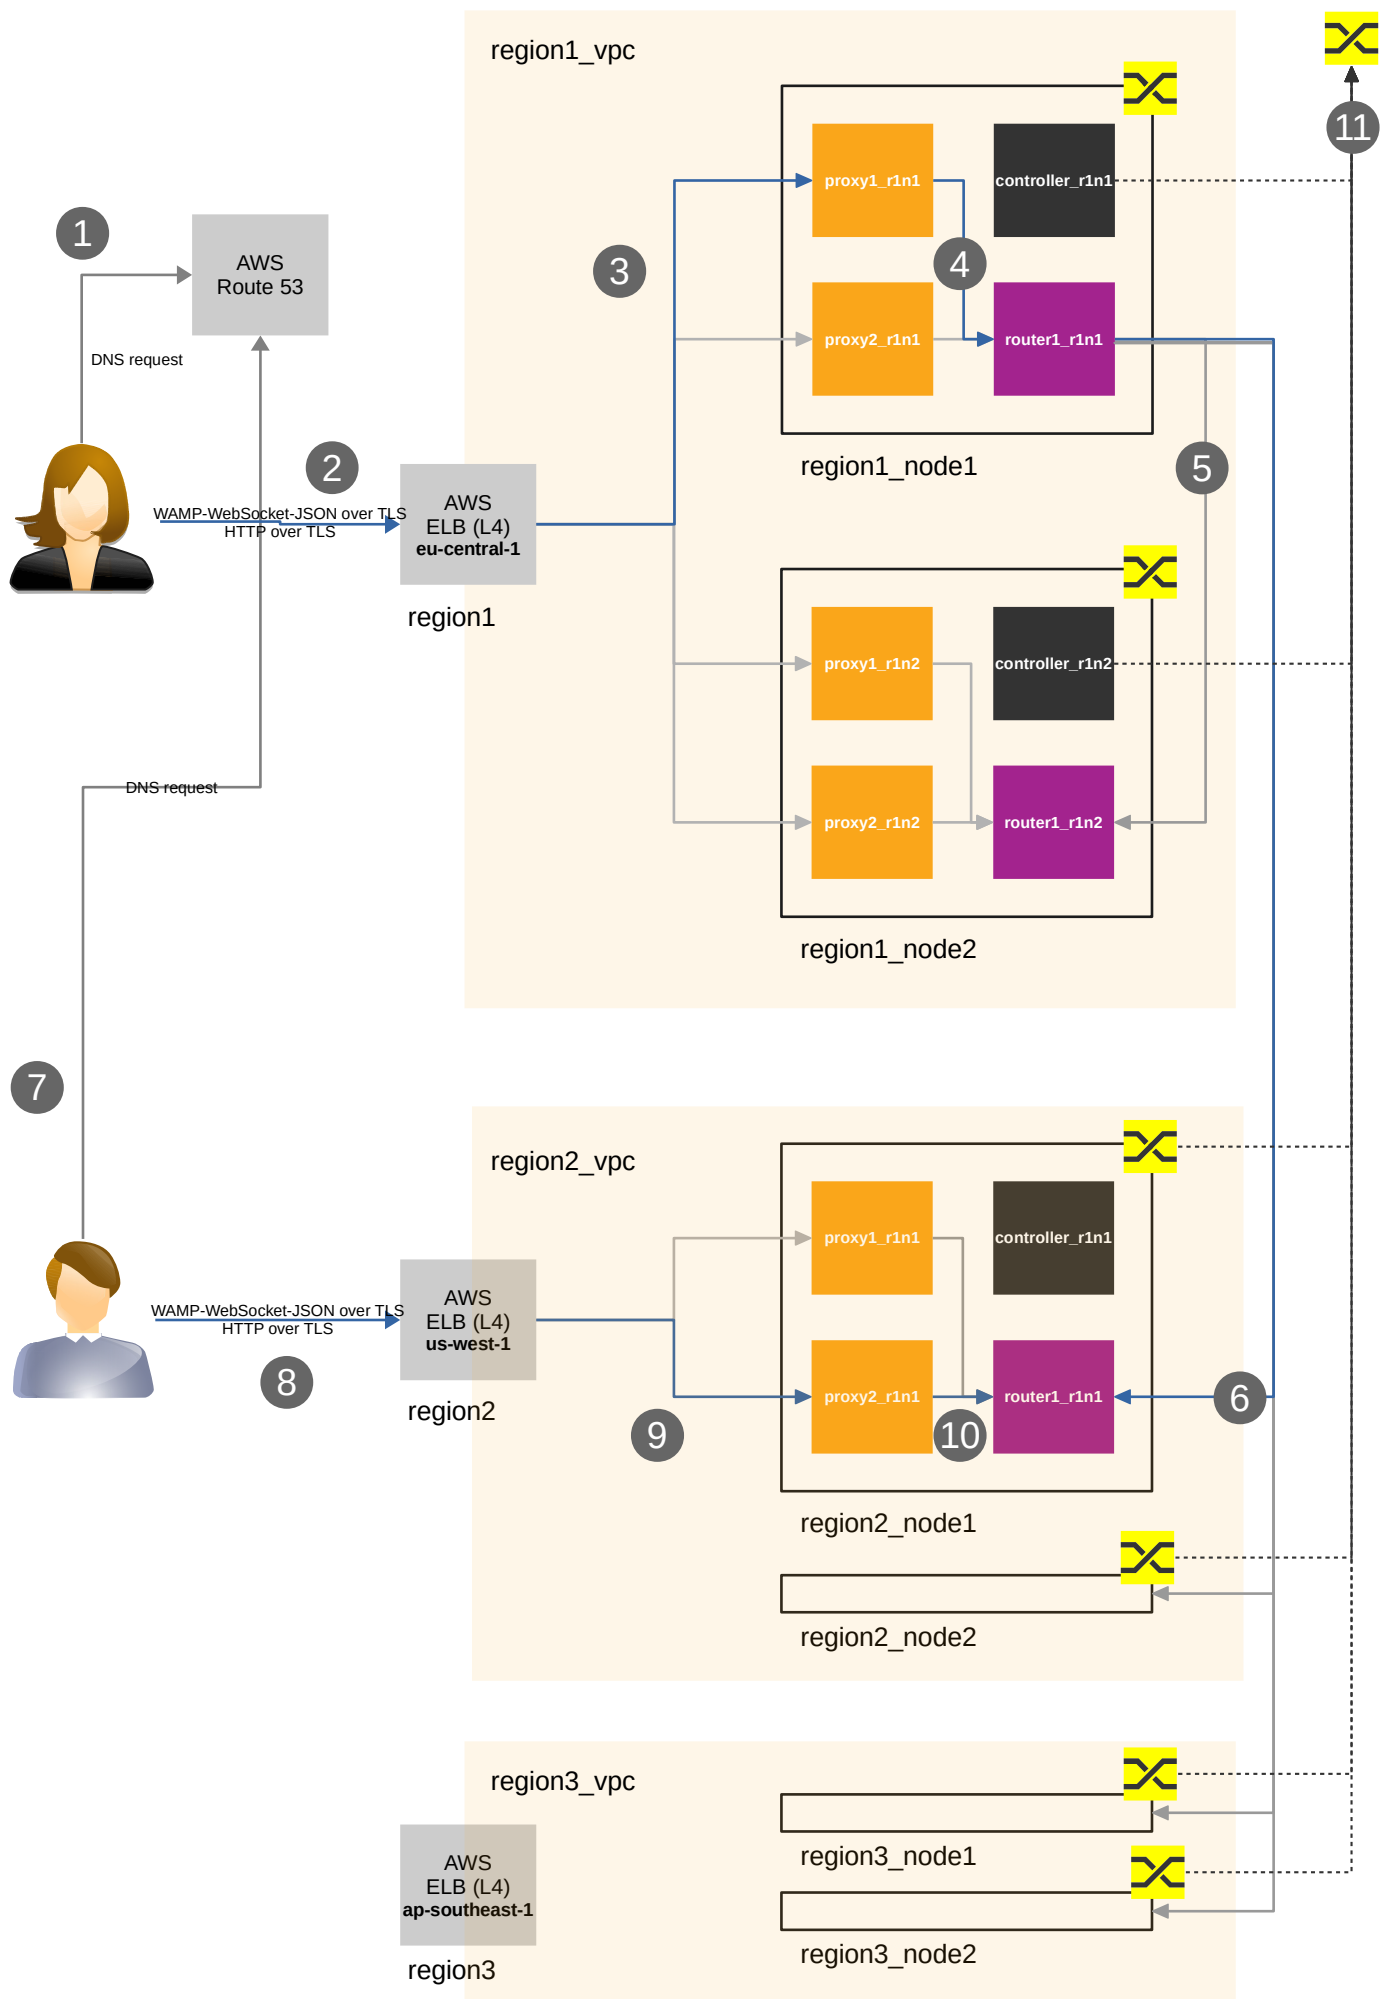 region1_vpc
11
proxy1_r1n1
controller_r1n1
1
AWS
Route 53
3
4
DNS request
proxy2_r1n1
router1_r1n1
region1_node1
2
5
WAMP-WebSocket-JSON over TLS
HTTP over TLS
AWS
ELB (L4)
eu-central-1
region1
proxy1_r1n2
controller_r1n2
DNS request
proxy2_r1n2
router1_r1n2
region1_node2
7
region2_vpc
proxy1_r1n1
controller_r1n1
WAMP-WebSocket-JSON over TLS
HTTP over TLS
AWS
ELB (L4)
us-west-1
8
region2
9
proxy2_r1n1
10
router1_r1n1
6
region2_node1
region2_node2
region3_vpc
region3_node1
AWS
ELB (L4)
ap-southeast-1
region3_node2
region3